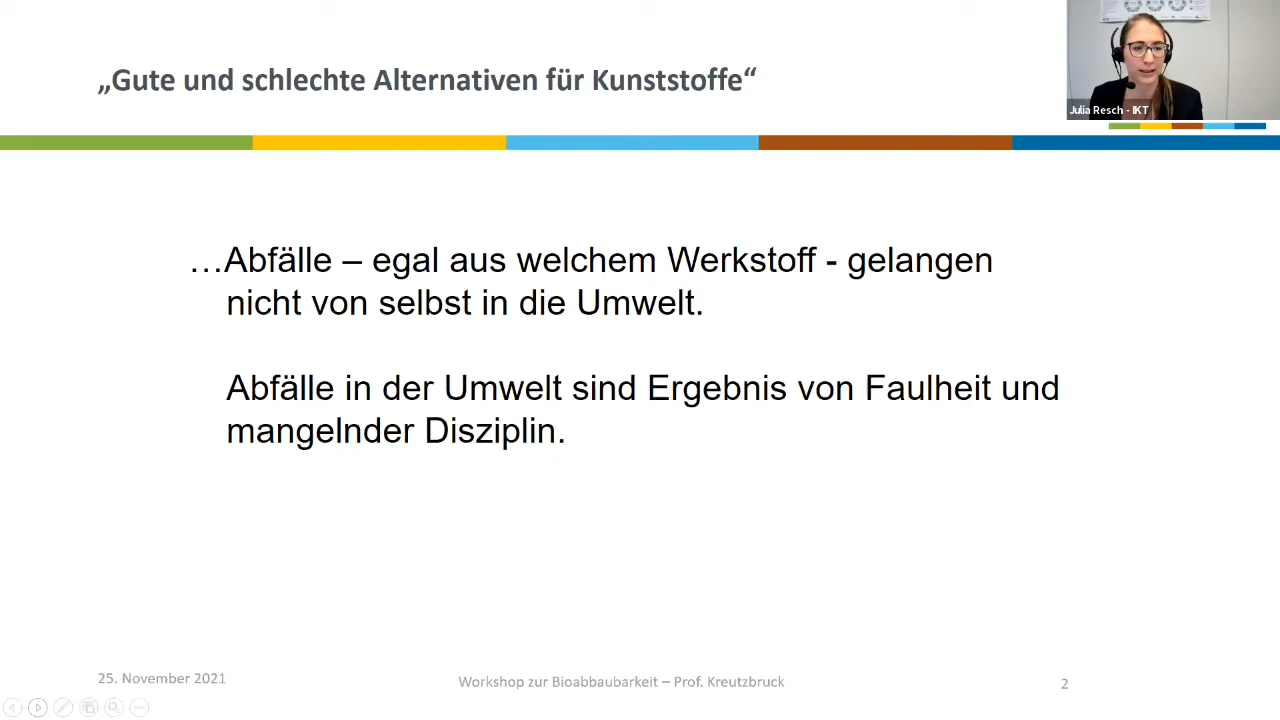 „Gute und schlechte Alternativen für Kunststoffe“
Julia Resch - IKT
…Abfälle – egal aus welchem Werkstoff - gelangen
nicht von selbst in die Umwelt.
Abfälle in der Umwelt sind Ergebnis von Faulheit und
mangelnder Disziplin.
25. November 2021
Workshop zur Bioabbaubarkeit – Prof. Kreutzbruck
2